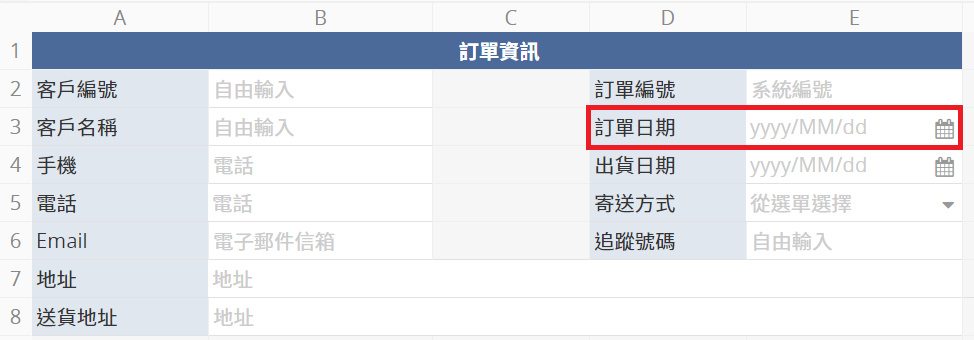 A B C D E
1 訂單資訊
2 客戶編號 自由輸入 訂單編號 系統編號
3 客戶名稱 自由輸入 訂單日期 yyyy/MM/dd
4 手機 電話 出貨日期 yyyy/MM/dd
5 電話 電話 寄送方式 從選單選擇
6 Email 電子郵件信箱 追蹤號碼 自由輸入
7 地址 地址
8 送貨地址 地址